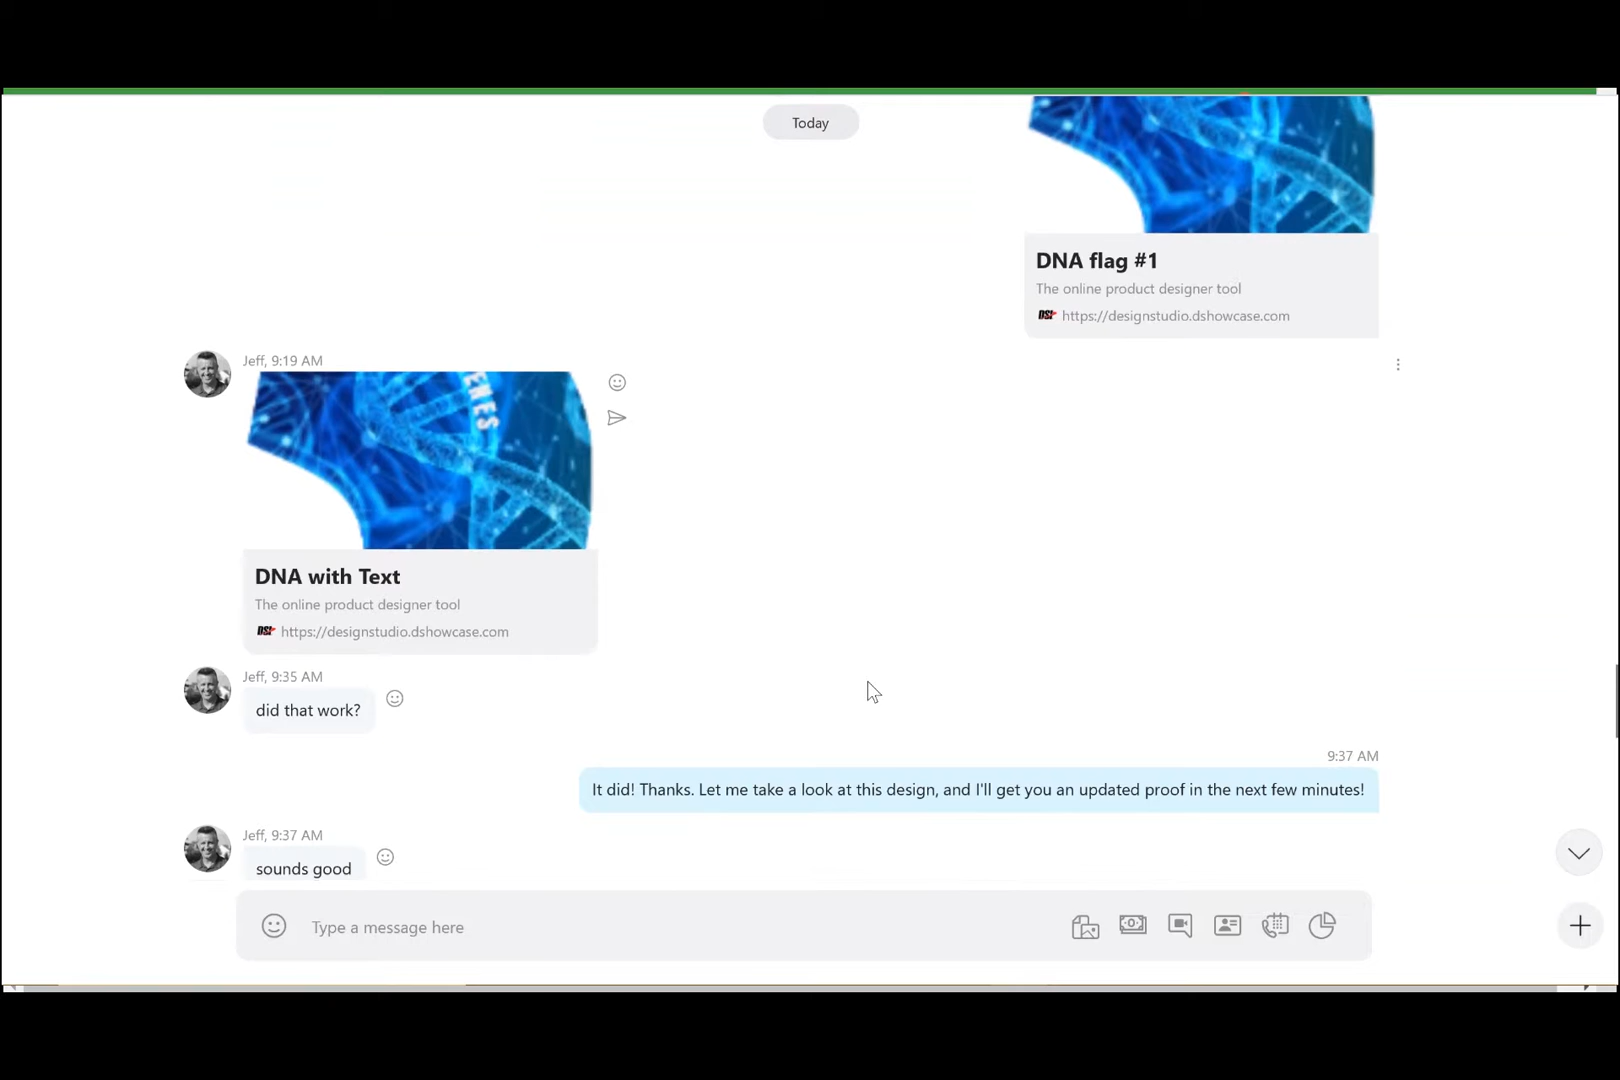 Today
DNA flag #1
The online product designer tool
DSI https://designstudio.dshowcase.com
Jeff, 9:19 AM
ENES
DNA with Text
The online product designer tool
DSI https://designstudio.dshowcase.com
Jeff, 9:35 AM
did that work?
9:37 AM
It did! Thanks. Let me take a look at this design, and I'll get you an updated proof in the next few minutes!
Jeff, 9:37 AM
sounds good
Type a message here